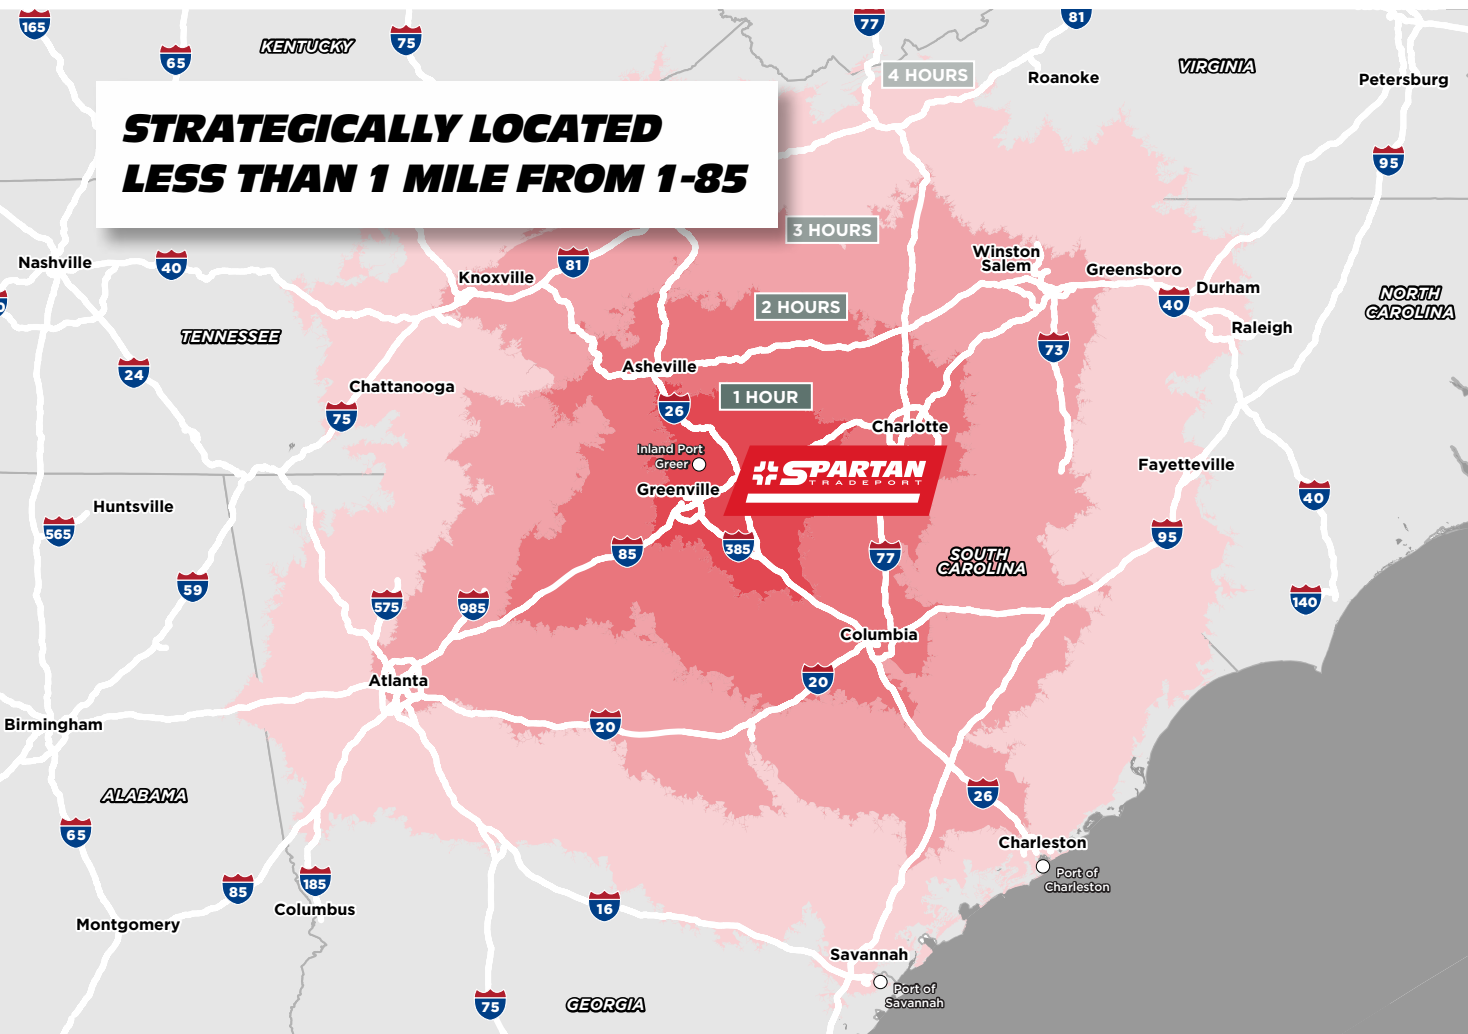 165
65
KENTUCKY
75
77
81
4 HOURS
Roanoke
VIRGINIA
Petersburg
95
STRATEGICALLY LOCATED
LESS THAN 1 MILE FROM 1-85
3 HOURS
Nashville
40
Knoxville
81
Winston
Salem
Greensboro
Durham
40
Raleigh
NORTH
CAROLINA
2 HOURS
TENNESSEE
24
Chattanooga
75
Asheville
73
26
1 HOUR
Charlotte
Inland Port
Greer
Greenville
SPARTAN
TRADEPORT
Fayetteville
40
95
Huntsville
565
85
385
77
SOUTH
CAROLINA
59
575
985
140
Columbia
Atlanta
20
20
Birmingham
ALABAMA
65
26
Charleston
Port of
Charleston
85
185
Columbus
16
Montgomery
Savannah
Port of
Savannah
75
GEORGIA